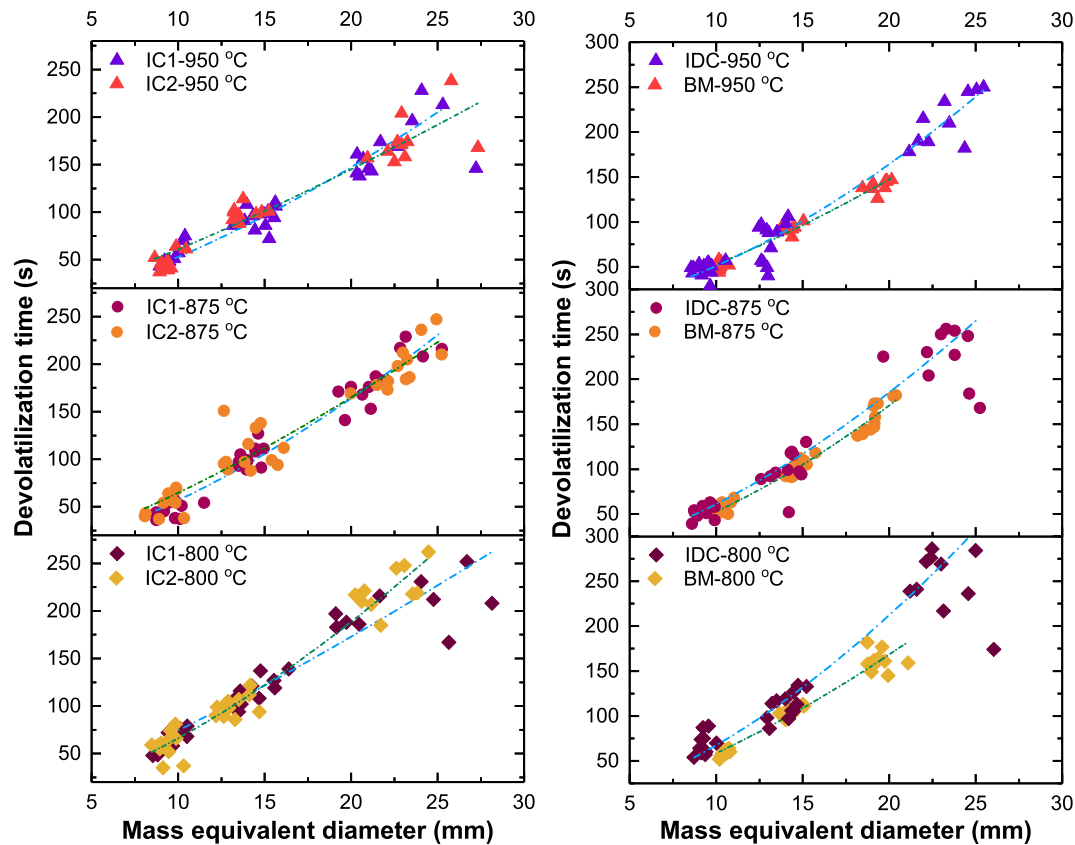 5 10 15 20 25 30
5 10 15 20 25 30
250
200
150
100
50
IC1-950 °C
IC2-950 °C
300
250
200
150
100
50
300
IDC-950 °C
BM-950 °C
250
200
150
100
50
IC1-875 °C
IC2-875 °C
250
200
150
100
50
300
IDC-875 °C
BM-875 °C
250
200
150
100
50
IC1-800 °C
IC2-800 °C
250
200
150
100
50
IDC-800 °C
BM-800 °C
5 10 15 20 25 30
5 10 15 20 25 30
Devolatilization time (s)
Devolatilization time (s)
Mass equivalent diameter (mm)
Mass equivalent diameter (mm)